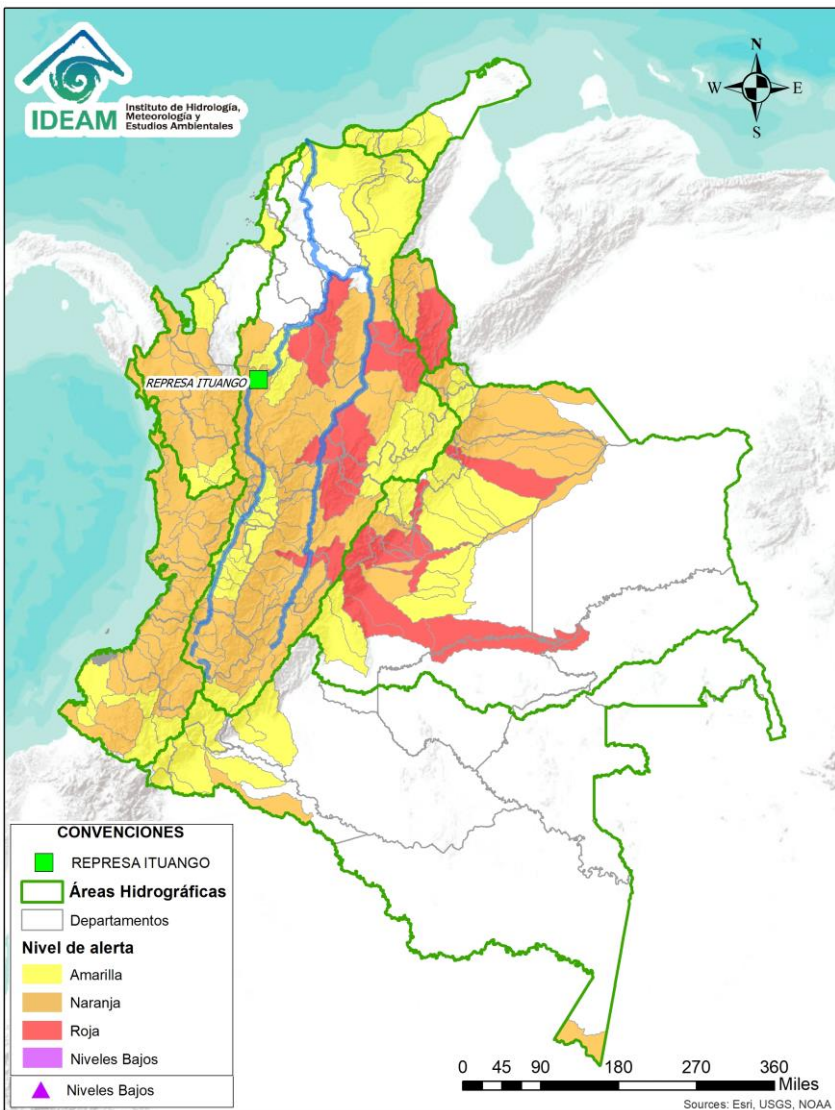 IDEAM
Instituto de Hidrología,
Meteorología y
Estudios Ambientales
N
W
E
S
REPRESA ITUANGO
CONVENCIONES
REPRESA ITUANGO
Áreas Hidrográficas
Departamentos
Nivel de alerta
Amarilla
Naranja
Roja
Niveles Bajos
Niveles Bajos
0 45 90 180 270 360
Miles
Sources: Esri, USGS, NOAA